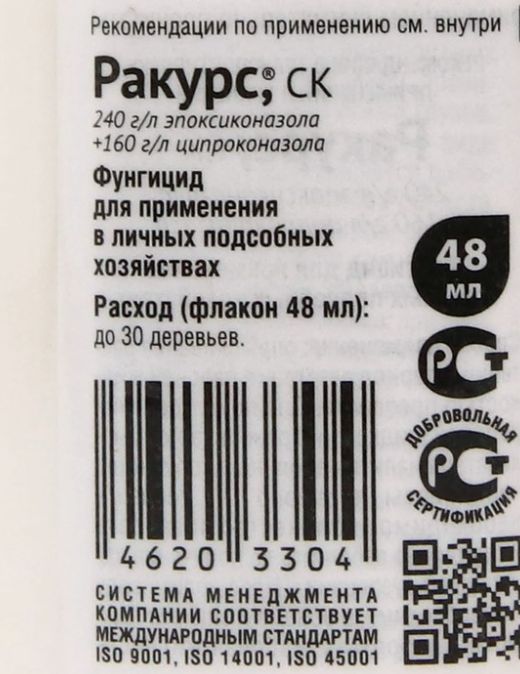 Рекомендации по применению см. внутри
Ракурс,® СК
240 г/л эпоксиконазола
+160 г/л ципроконазола
Фунгицид
для применения
в личных подсобных
хозяйствах
48
мл
Расход (флакон 48 мл):
до 30 деревьев.
РСТ
ДОБРОВОЛЬНАЯ
РСТ
СЕРТИФИКАЦИЯ
4620 3304
СИСТЕМА МЕНЕДЖМЕНТА
КОМПАНИИ СООТВЕТСТВУЕТ
МЕЖДУНАРОДНЫМ СТАНДАРТАМ
ISO 9001, ISO 14001, ISO 45001